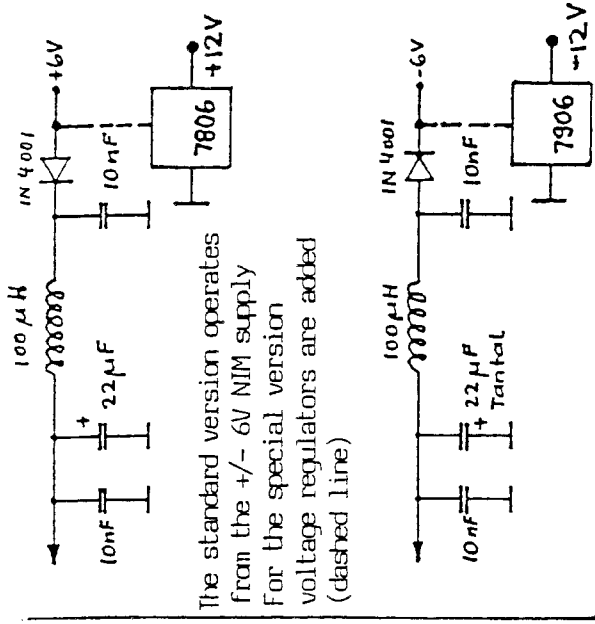 100 µH
1N 4001
+6V
10nF
+
22µF
10nF
7806
+12V
The standard version operates
from the +/- 6V NIM supply
For the special version
voltage regulators are added
(dashed line)
100µH
1N 4001
-6V
10nF
+
22µF
Tantal
10nF
7906
-12V